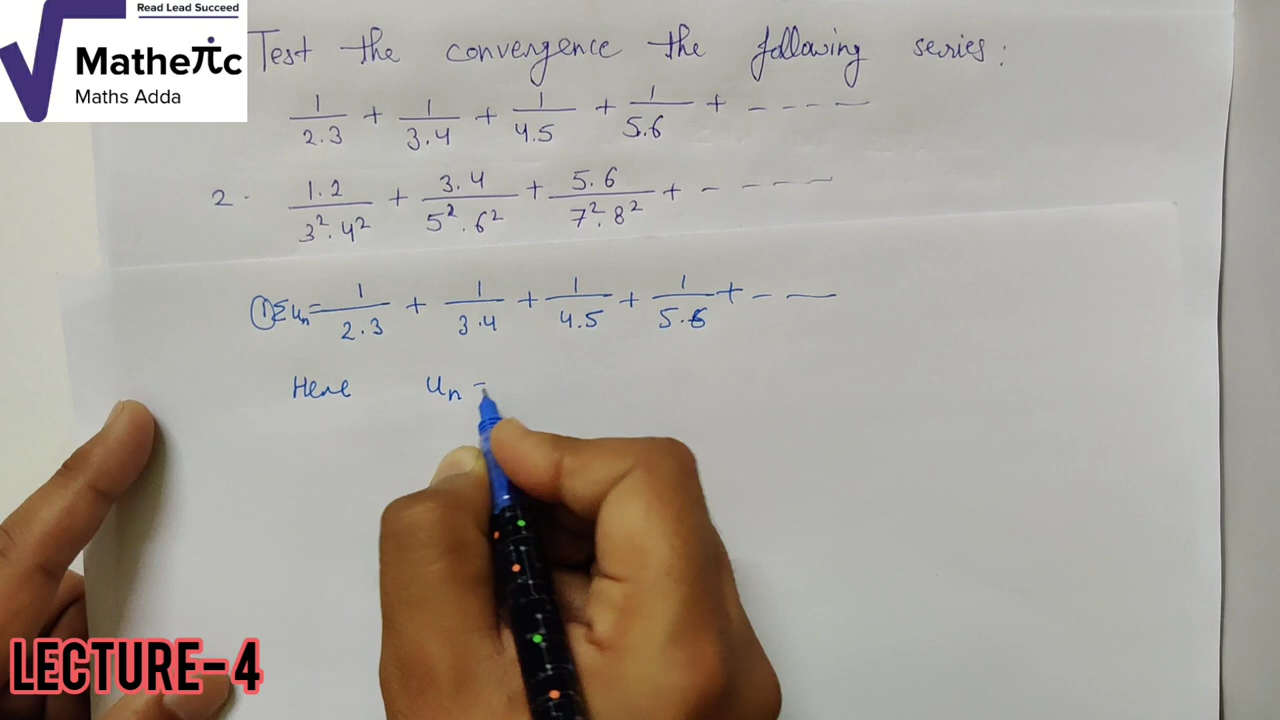 Read Lead Succeed
Matheπc
Maths Adda
Test the convergence the following series:
1/2.3 + 1/3.4 + 1/4.5 + 1/5.6 + ----
2. 1.2/3².4² + 3.4/5².6² + 5.6/7².8² + ----
① Σuₙ = 1/2.3 + 1/3.4 + 1/4.5 + 1/5.6 + --
Here uₙ =
LECTURE-4